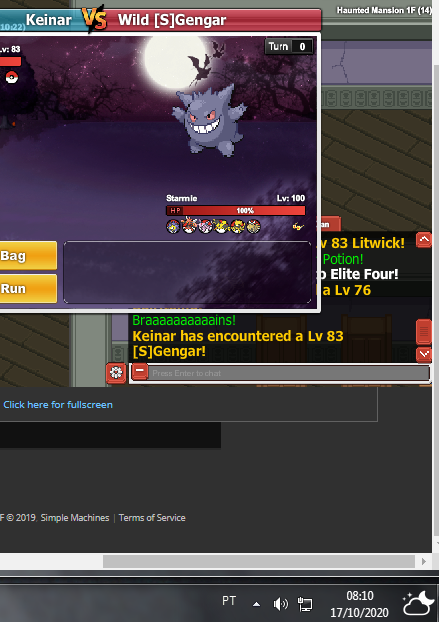 Haunted Mansion 1F (14)
Keinar VS Wild [S]Gengar
10:22)
Turn 0
Lv: 83
Starmie Lv: 100
HP 100%
Bag
Run
v 83 Litwick!
Potion!
o Elite Four!
a Lv 76
Braaaaaaaaaains!
Keinar has encountered a Lv 83
[S]Gengar!
Press Enter to chat
Click here for fullscreen
F © 2019, Simple Machines | Terms of Service
PT
08:10
17/10/2020